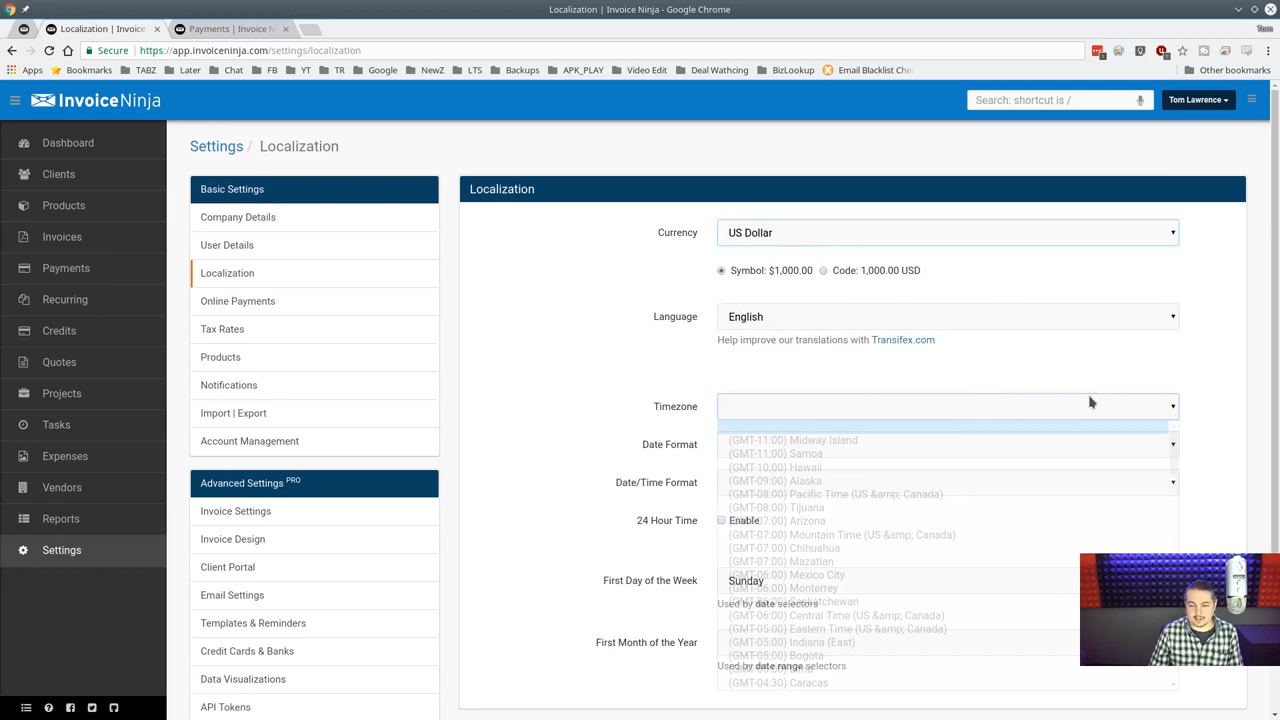 Localization | Invoice Ninja - Google Chrome
Localization | Invoice
Payments | Invoice N
Tom
Secure
https://app.invoiceninja.com/settings/localization
Apps
Bookmarks
TABZ
Later
Chat
FB
YT
TR
Google
NewZ
LTS
Backups
APK_PLAY
Video Edit
Deal Wathcing
BizLookup
Email Blacklist Che
Other bookmarks
InvoiceNinja
Search: shortcut is /
Tom Lawrence
Dashboard
Clients
Products
Invoices
Payments
Recurring
Credits
Quotes
Projects
Tasks
Expenses
Vendors
Reports
Settings
Settings / Localization
Basic Settings
Company Details
User Details
Localization
Online Payments
Tax Rates
Products
Notifications
Import | Export
Account Management
Advanced Settings PRO
Invoice Settings
Invoice Design
Client Portal
Email Settings
Templates & Reminders
Credit Cards & Banks
Data Visualizations
API Tokens
Localization
Currency
US Dollar
Symbol: $1,000.00
Code: 1,000.00 USD
Language
English
Help improve our translations with Transifex.com
Timezone
Date Format
(GMT-11:00) Midway Island
(GMT-11:00) Samoa
(GMT-10:00) Hawaii
Date/Time Format
(GMT-09:00) Alaska
(GMT-08:00) Pacific Time (US &amp; Canada)
(GMT-08:00) Tijuana
24 Hour Time
Enable
(GMT-07:00) Arizona
(GMT-07:00) Mountain Time (US &amp; Canada)
(GMT-07:00) Chihuahua
(GMT-07:00) Mazatlan
(GMT-06:00) Mexico City
First Day of the Week
Sunday
(GMT-06:00) Monterrey
(GMT-06:00) Saskatchewan
Used by date selectors
(GMT-06:00) Central Time (US &amp; Canada)
(GMT-05:00) Eastern Time (US &amp; Canada)
First Month of the Year
(GMT-05:00) Indiana (East)
(GMT-05:00) Bogota
Used by date range selectors
(GMT-04:30) Caracas